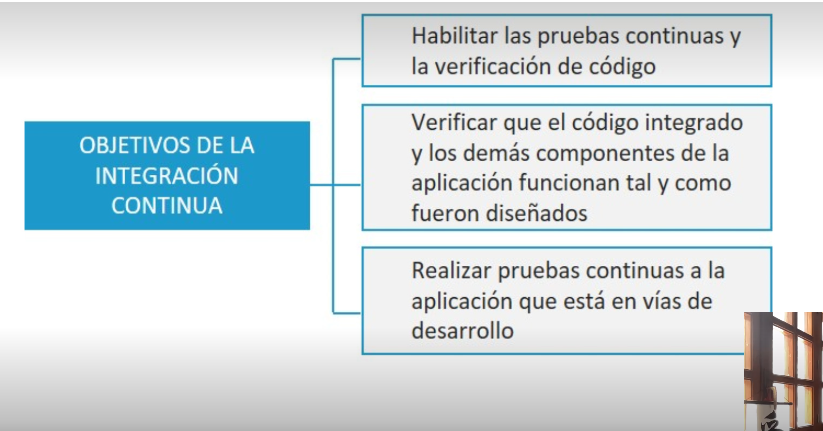 OBJETIVOS DE LA
INTEGRACIÓN
CONTINUA
Habilitar las pruebas continuas y
la verificación de código
Verificar que el código integrado
y los demás componentes de la
aplicación funcionan tal y como
fueron diseñados
Realizar pruebas continuas a la
aplicación que está en vías de
desarrollo